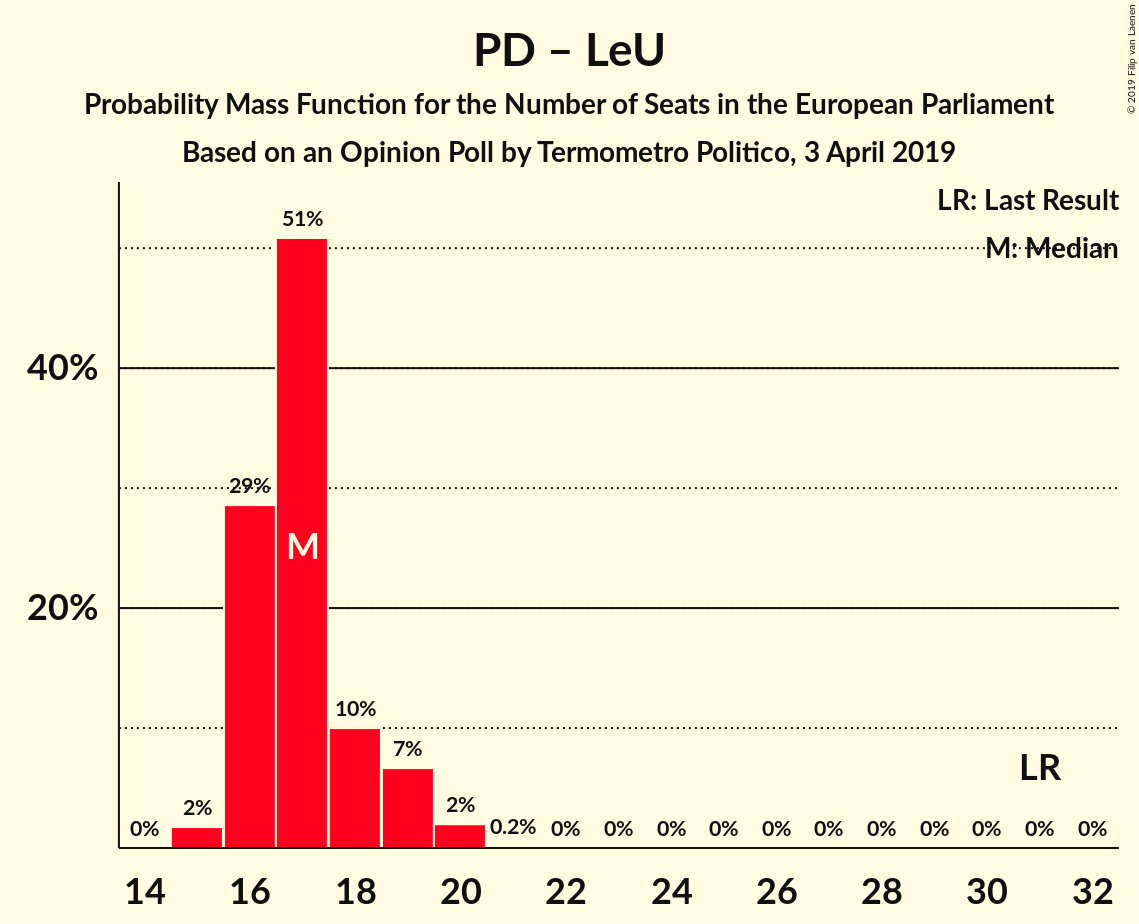 PD – LeU
Probability Mass Function for the Number of Seats in the European Parliament
Based on an Opinion Poll by Termometro Politico, 3 April 2019
© 2019 Filip van Laenen
LR: Last Result
M: Median
51%
40%
29%
M
20%
10%
7%
LR
0% 2% 2% 0.2% 0% 0% 0% 0% 0% 0% 0% 0% 0% 0% 0%
14 16 18 20 22 24 26 28 30 32